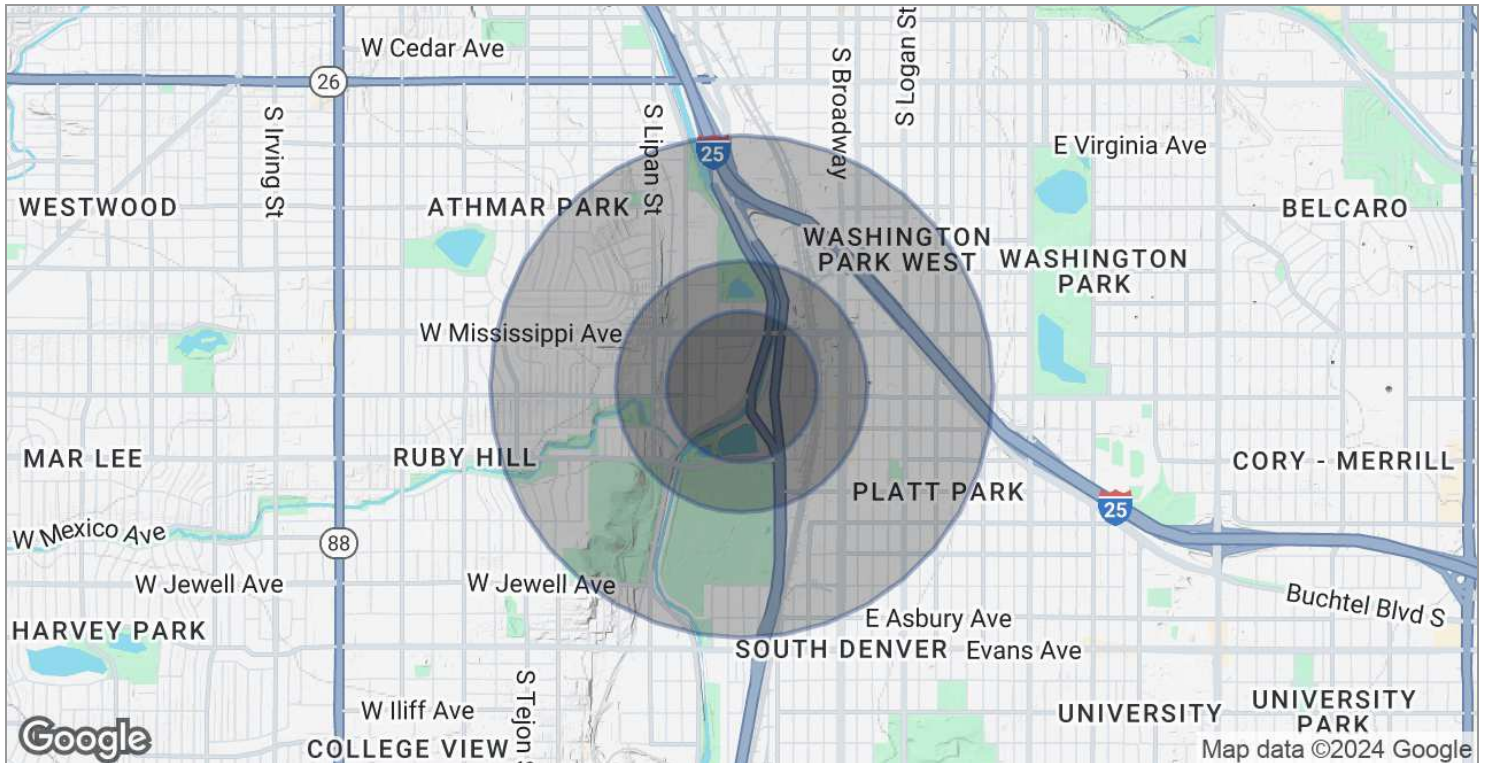 W Cedar Ave
26
S Irving St
S Lipan St
S Broadway
S Logan St
25
E Virginia Ave
WESTWOOD
ATHMAR PARK
BELCARO
WASHINGTON
PARK WEST
WASHINGTON
PARK
W Mississippi Ave
MAR LEE
RUBY HILL
CORY - MERRILL
PLATT PARK
25
W Mexico Ave
88
W Jewell Ave
W Jewell Ave
Buchtel Blvd S
E Asbury Ave
HARVEY PARK
SOUTH DENVER
Evans Ave
S Tejon S
W Iliff Ave
UNIVERSITY
UNIVERSITY
PARK
Google
COLLEGE VIEW
Map data ©2024 Google